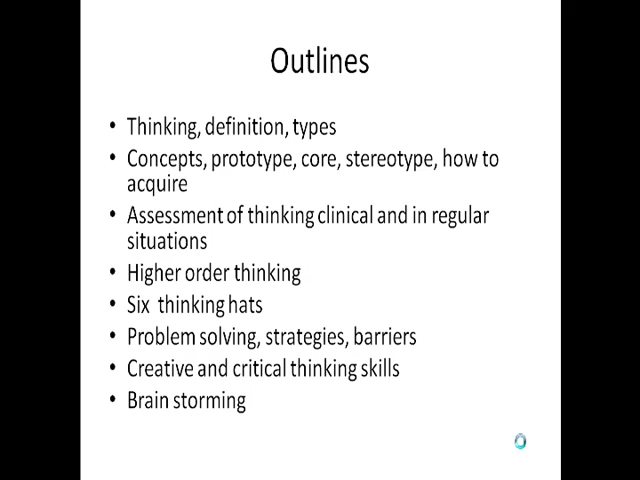 Outlines
• Thinking, definition, types
• Concepts, prototype, core, stereotype, how to
acquire
• Assessment of thinking clinical and in regular
situations
• Higher order thinking
• Six thinking hats
• Problem solving, strategies, barriers
• Creative and critical thinking skills
• Brain storming